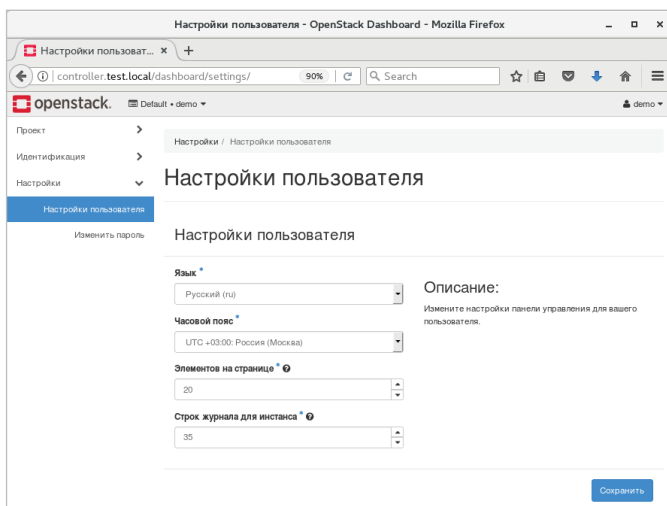 Настройки пользователя - OpenStack Dashboard - Mozilla Firefox
Настройки пользоват...
controller.test.local/dashboard/settings/
90%
Search
openstack.
Default • demo
demo
Проект
Идентификация
Настройки
Настройки пользователя
Изменить пароль
Настройки / Настройки пользователя
Настройки пользователя
Настройки пользователя
Язык *
Русский (ru)
Часовой пояс *
UTC +03:00: Россия (Москва)
Элементов на странице *
20
Строк журнала для инстанса *
35
Описание:
Измените настройки панели управления для вашего
пользователя.
Сохранить